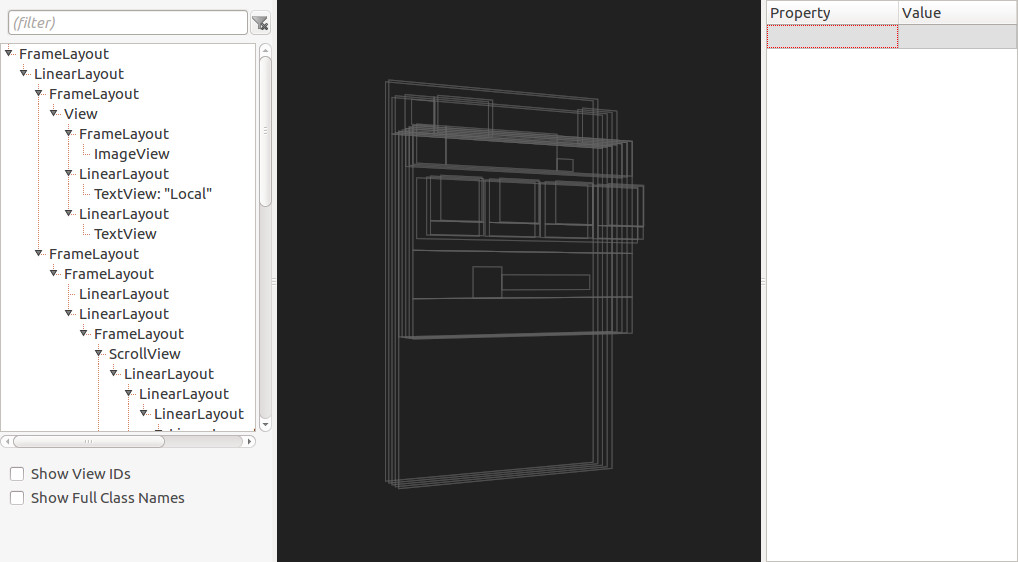 (filter)
Property Value
FrameLayout
LinearLayout
FrameLayout
View
FrameLayout
ImageView
LinearLayout
TextView: "Local"
LinearLayout
TextView
FrameLayout
FrameLayout
LinearLayout
LinearLayout
FrameLayout
ScrollView
LinearLayout
LinearLayout
LinearLayout
Show View IDs
Show Full Class Names